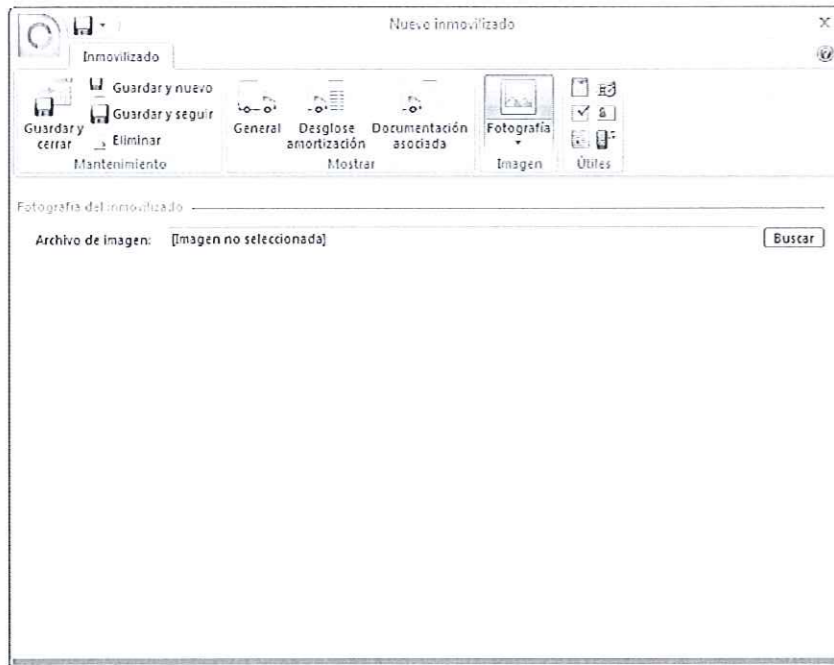 Nuevo inmovilizado
Inmovilizado
Guardar y cerrar
Guardar y nuevo
Guardar y seguir
Eliminar
Mantenimiento
General
Desglose amortización
Documentación asociada
Mostrar
Fotografía
Imagen
Útiles
Fotografía del inmovilizado
Archivo de imagen: [Imagen no seleccionada] Buscar